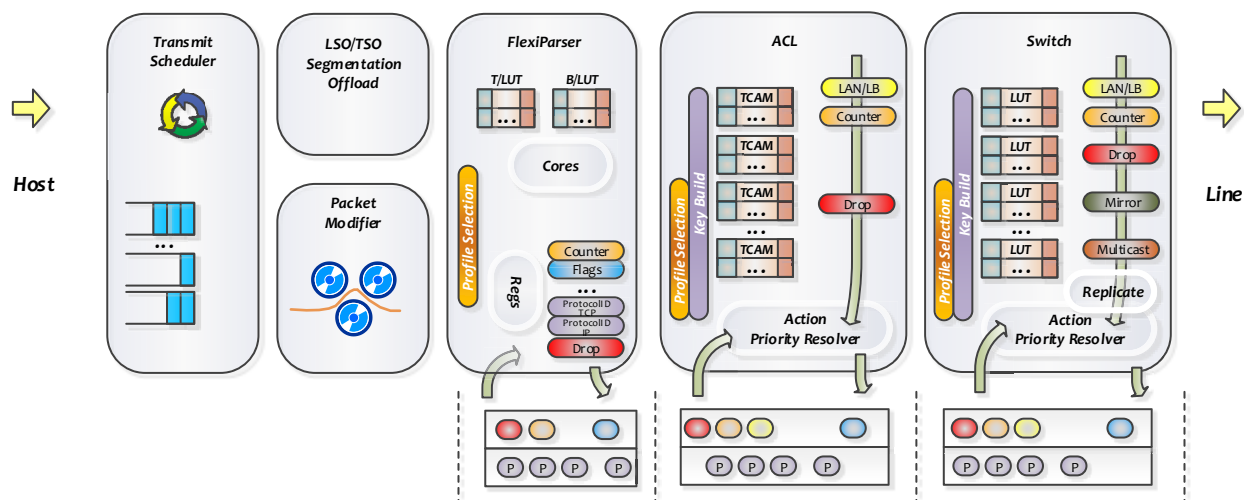 Transmit
Scheduler
...
LSO/TSO
Segmentation
Offload
Packet
Modifier
FlexiParser
T/LUT
B/LUT
...
...
Cores
Profile Selection
Regs
Counter
Flags
...
ProtocolID
TCP
ProtocolID
IP
Drop
ACL
Profile Selection
Key Build
TCAM
...
TCAM
...
TCAM
...
...
TCAM
...
LAN/LB
Counter
Drop
Action
Priority Resolver
Switch
Profile Selection
Key Build
LUT
...
LUT
...
LUT
...
...
LUT
...
LAN/LB
Counter
Drop
Mirror
Multicast
Replicate
Action
Priority Resolver
Host
Line
P P P P
P P P P
P P P P